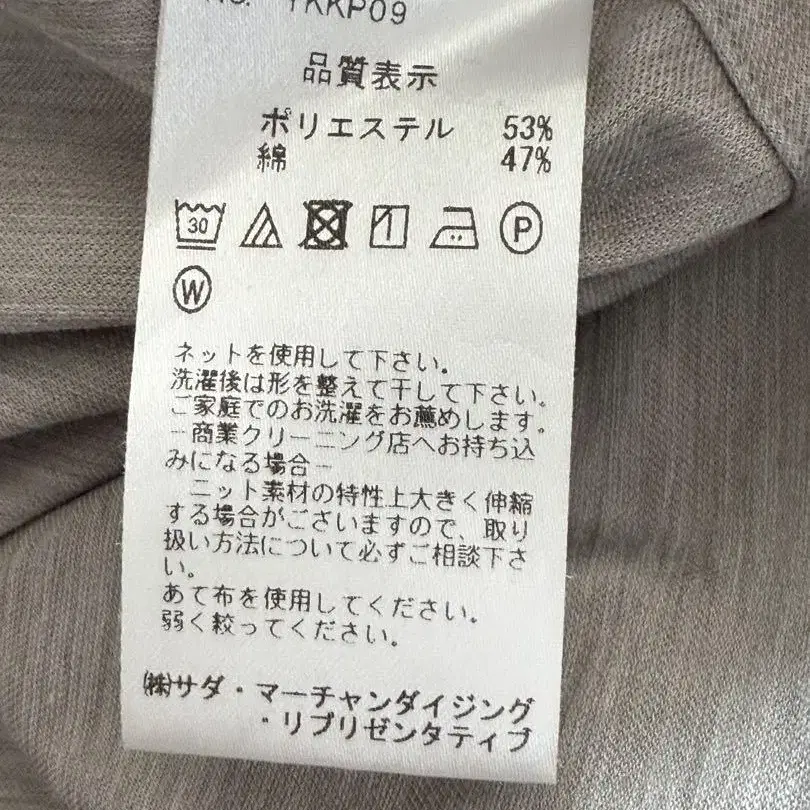 No. YKKP09
品質表示
ポリエステル 53%
綿 47%
30
P
W
ネットを使用して下さい。
洗濯後は形を整えて干して下さい。
ご家庭でのお洗濯をお薦めします。
−商業クリーニング店へお持ち込
みになる場合−
ニット素材の特性上大きく伸縮
する場合がございますので、取り
扱い方法について必ずご相談下さ
い。
あて布を使用してください。
弱く絞ってください。
㈱サダ・マーチャンダイジング
・リプリゼンタティブ